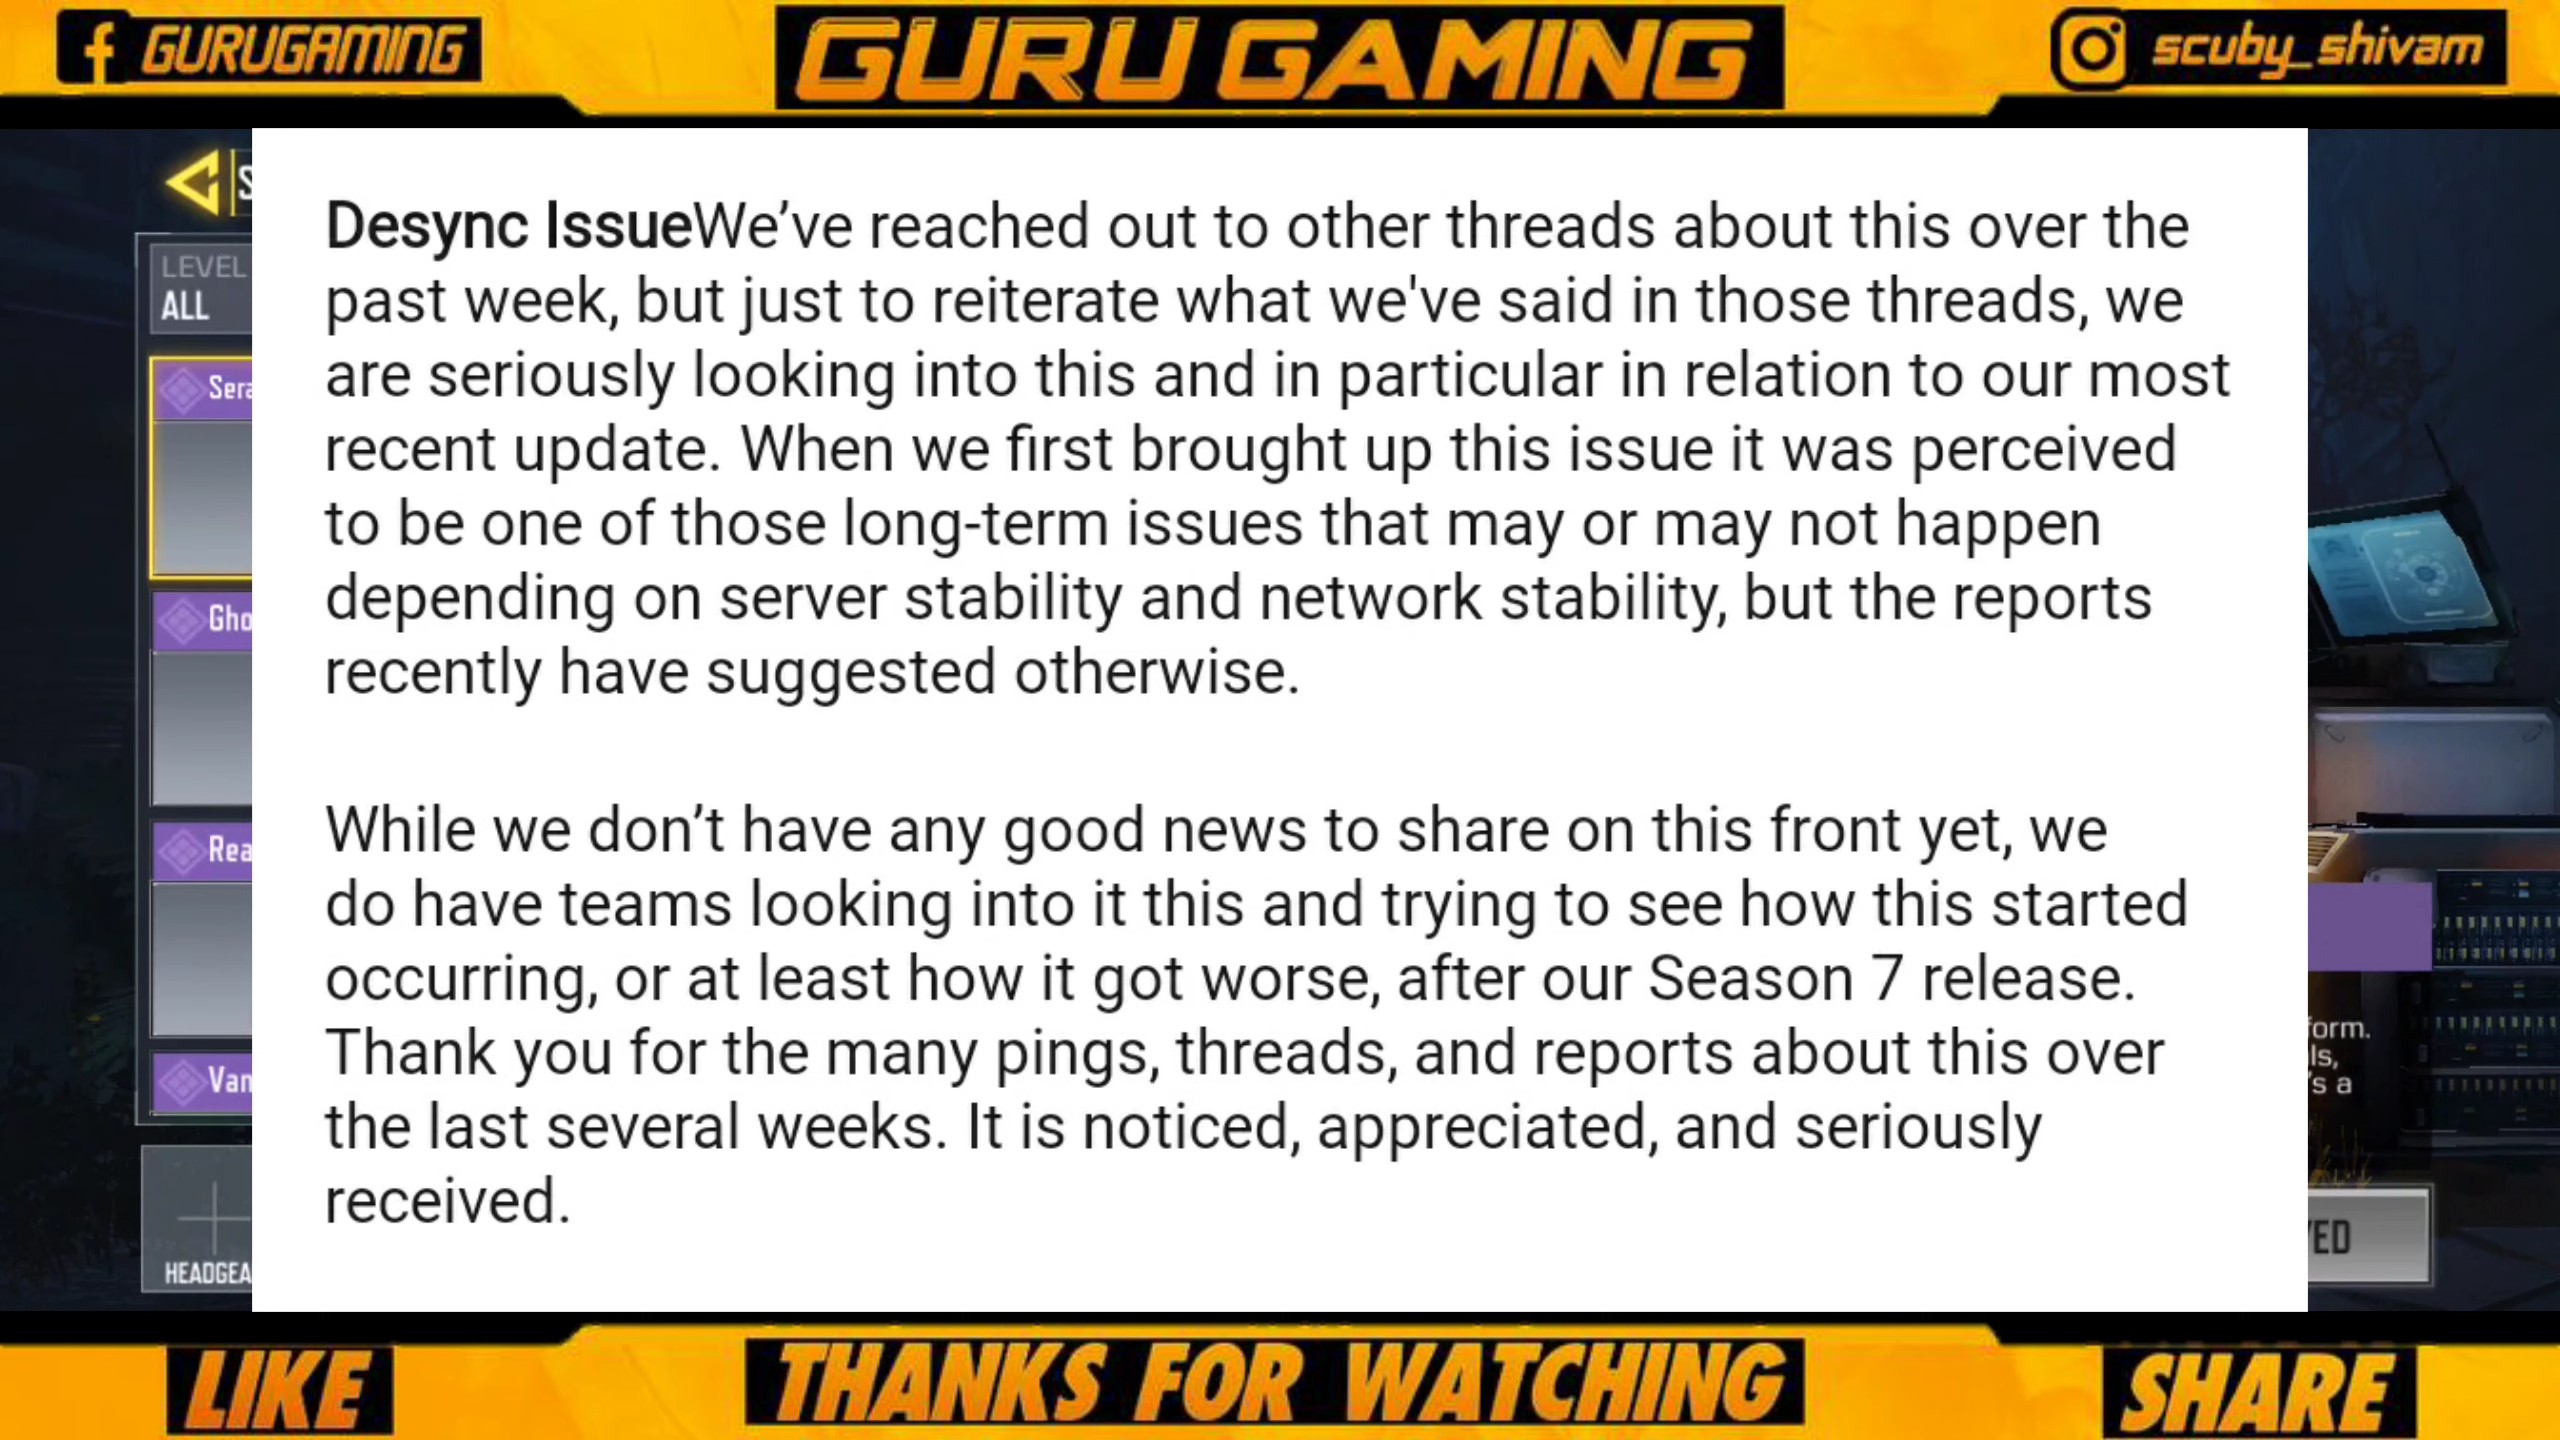 GURUGAMING
GURU GAMING
scuby_shivam
LEVEL
ALL
Desync IssueWe’ve reached out to other threads about this over the
past week, but just to reiterate what we've said in those threads, we
are seriously looking into this and in particular in relation to our most
recent update. When we first brought up this issue it was perceived
to be one of those long-term issues that may or may not happen
depending on server stability and network stability, but the reports
recently have suggested otherwise.
While we don’t have any good news to share on this front yet, we
do have teams looking into it this and trying to see how this started
occurring, or at least how it got worse, after our Season 7 release.
Thank you for the many pings, threads, and reports about this over
the last several weeks. It is noticed, appreciated, and seriously
received.
LIKE
THANKS FOR WATCHING
SHARE